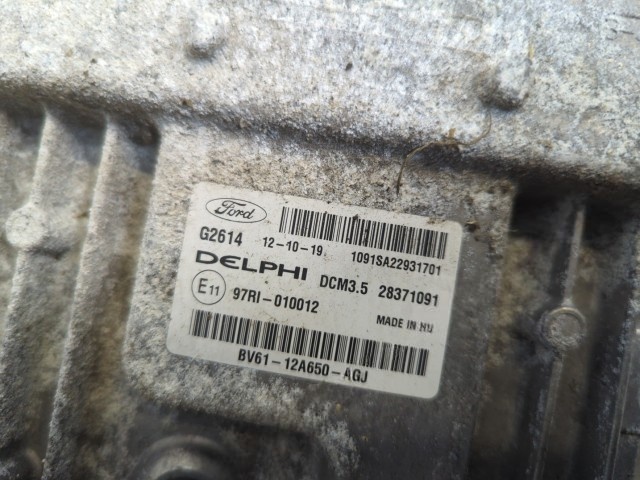 Ford
G2614 12-10-19 1091SA22931701
DELPHI DCM3.5 28371091
E11 97RI-010012 MADE IN HU
BV61-12A650-AGJ